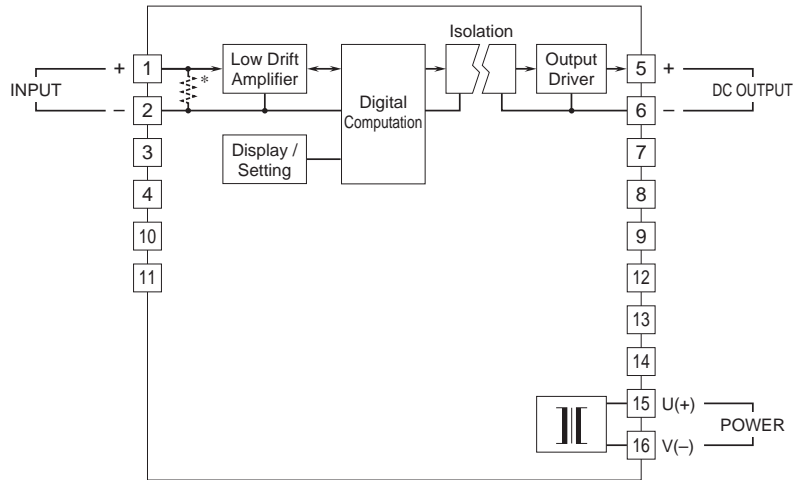 Isolation
INPUT
+
–
1
2
3
4
10
11
*
Low Drift
Amplifier
Display /
Setting
Digital
Computation
Output
Driver
5
6
7
8
9
12
13
14
15
16
+
–
DC OUTPUT
U(+)
V(–)
POWER